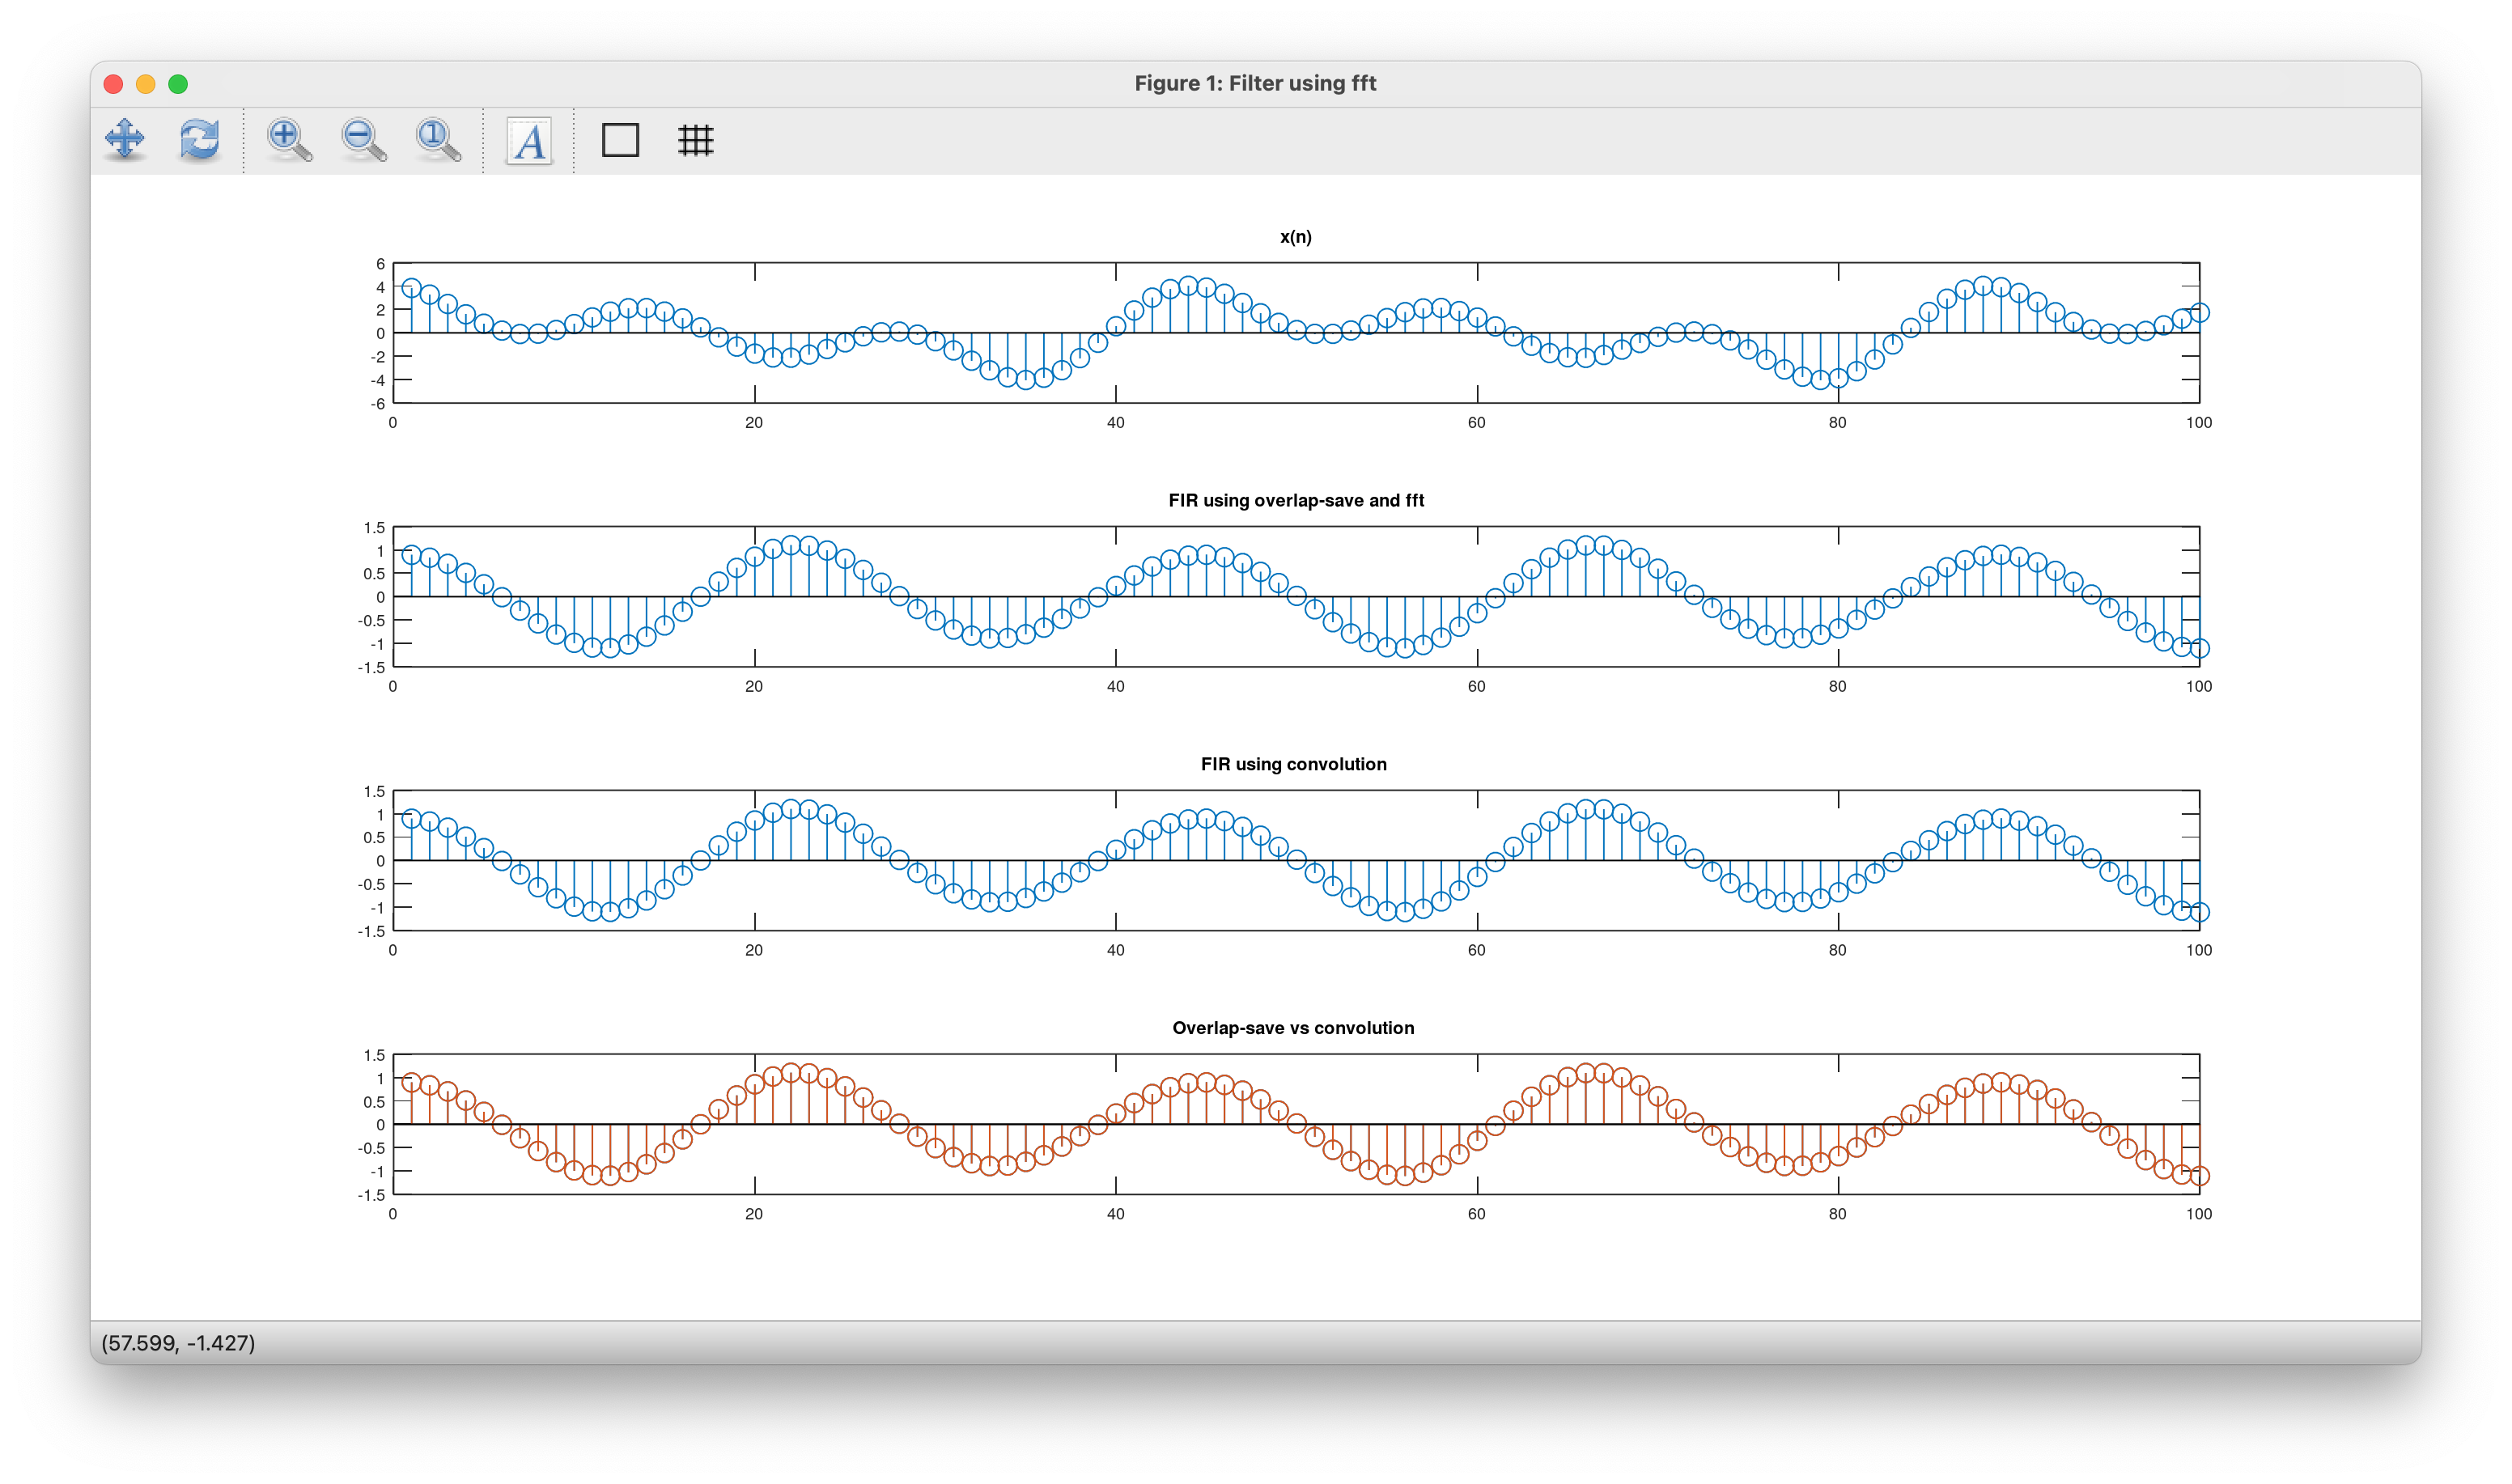 Figure 1: Filter using fft
A
x(n)
6
4
2
0
-2
-4
-6
0 20 40 60 80 100
FIR using overlap-save and fft
1.5
1
0.5
0
-0.5
-1
-1.5
0 20 40 60 80 100
FIR using convolution
1.5
1
0.5
0
-0.5
-1
-1.5
0 20 40 60 80 100
Overlap-save vs convolution
1.5
1
0.5
0
-0.5
-1
-1.5
0 20 40 60 80 100
(57.599, -1.427)